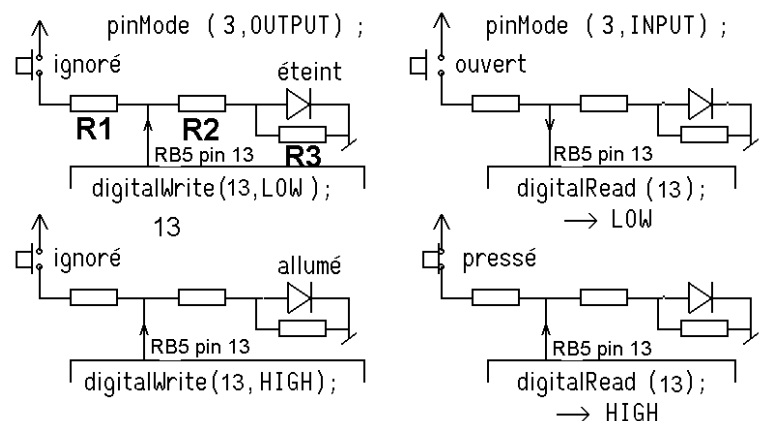 pinMode (3,OUTPUT) ;
ignoré
éteint
R1
R2
R3
RB5 pin 13
digitalWrite(13,LOW);
pinMode (3,INPUT) ;
ouvert
RB5 pin 13
digitalRead (13);
→ LOW
13
ignoré
allumé
RB5 pin 13
digitalWrite(13,HIGH);
pressé
RB5 pin 13
digitalRead (13);
→ HIGH